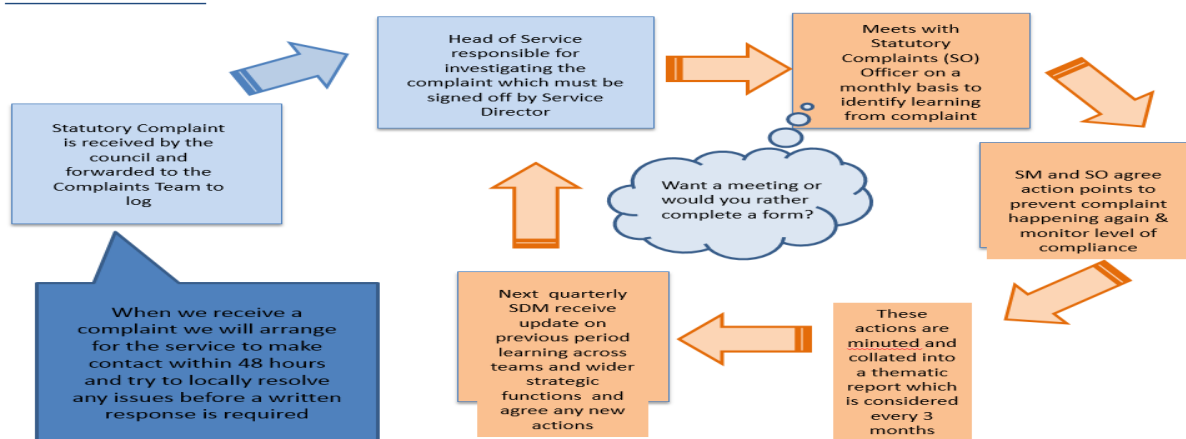 Statutory Complaint
is received by the
council and
forwarded to the
Complaints Team to
log
When we receive a
complaint we will arrange
for the service to make
contact within 48 hours
and try to locally resolve
any issues before a written
response is required
Head of Service
responsible for
investigating the
complaint which must be
signed off by Service
Director
Meets with
Statutory
Complaints (SO)
Officer on a
monthly basis to
identify learning
from complaint
Want a meeting or
would you rather
complete a form?
SM and SO agree
action points to
prevent complaint
happening again &
monitor level of
compliance
These
actions are
minuted and
collated into
a thematic
report which
is considered
every 3
months
Next quarterly
SDM receive
update on
previous period
learning across
teams and wider
strategic
functions and
agree any new
actions